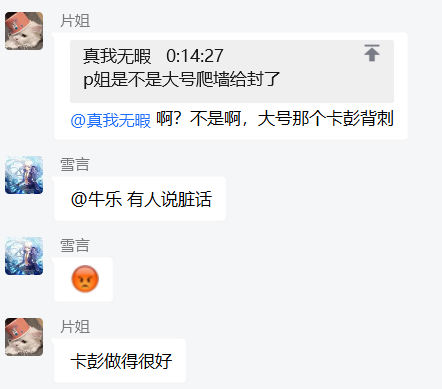 片姐
真我无暇 0:14:27
p姐是不是大号爬墙给封了
@真我无暇 啊？不是啊，大号那个卡彭背刺
雪言
@牛乐 有人说脏话
雪言
片姐
卡彭做得很好